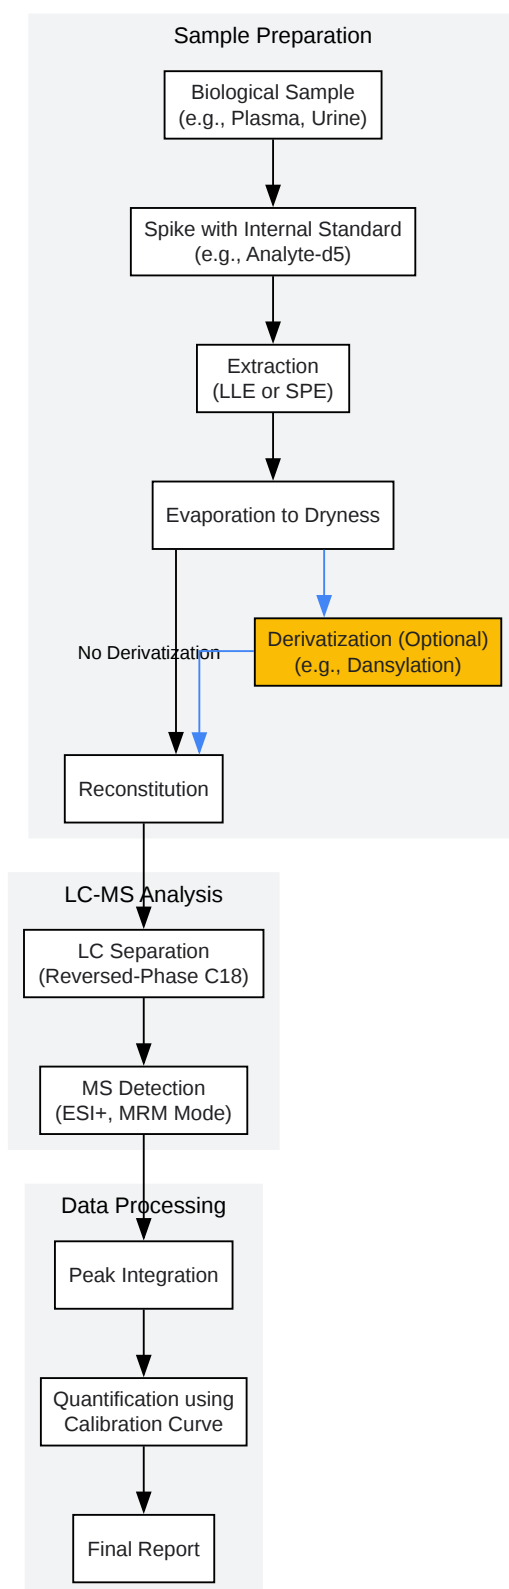 Sample Preparation
Biological Sample
(e.g., Plasma, Urine)
Spike with Internal Standard
(e.g., Analyte-d5)
Extraction
(LLE or SPE)
Evaporation to Dryness
Derivatization (Optional)
(e.g., Dansylation)
No Derivatization
Reconstitution
LC-MS Analysis
LC Separation
(Reversed-Phase C18)
MS Detection
(ESI+, MRM Mode)
Data Processing
Peak Integration
Quantification using
Calibration Curve
Final Report